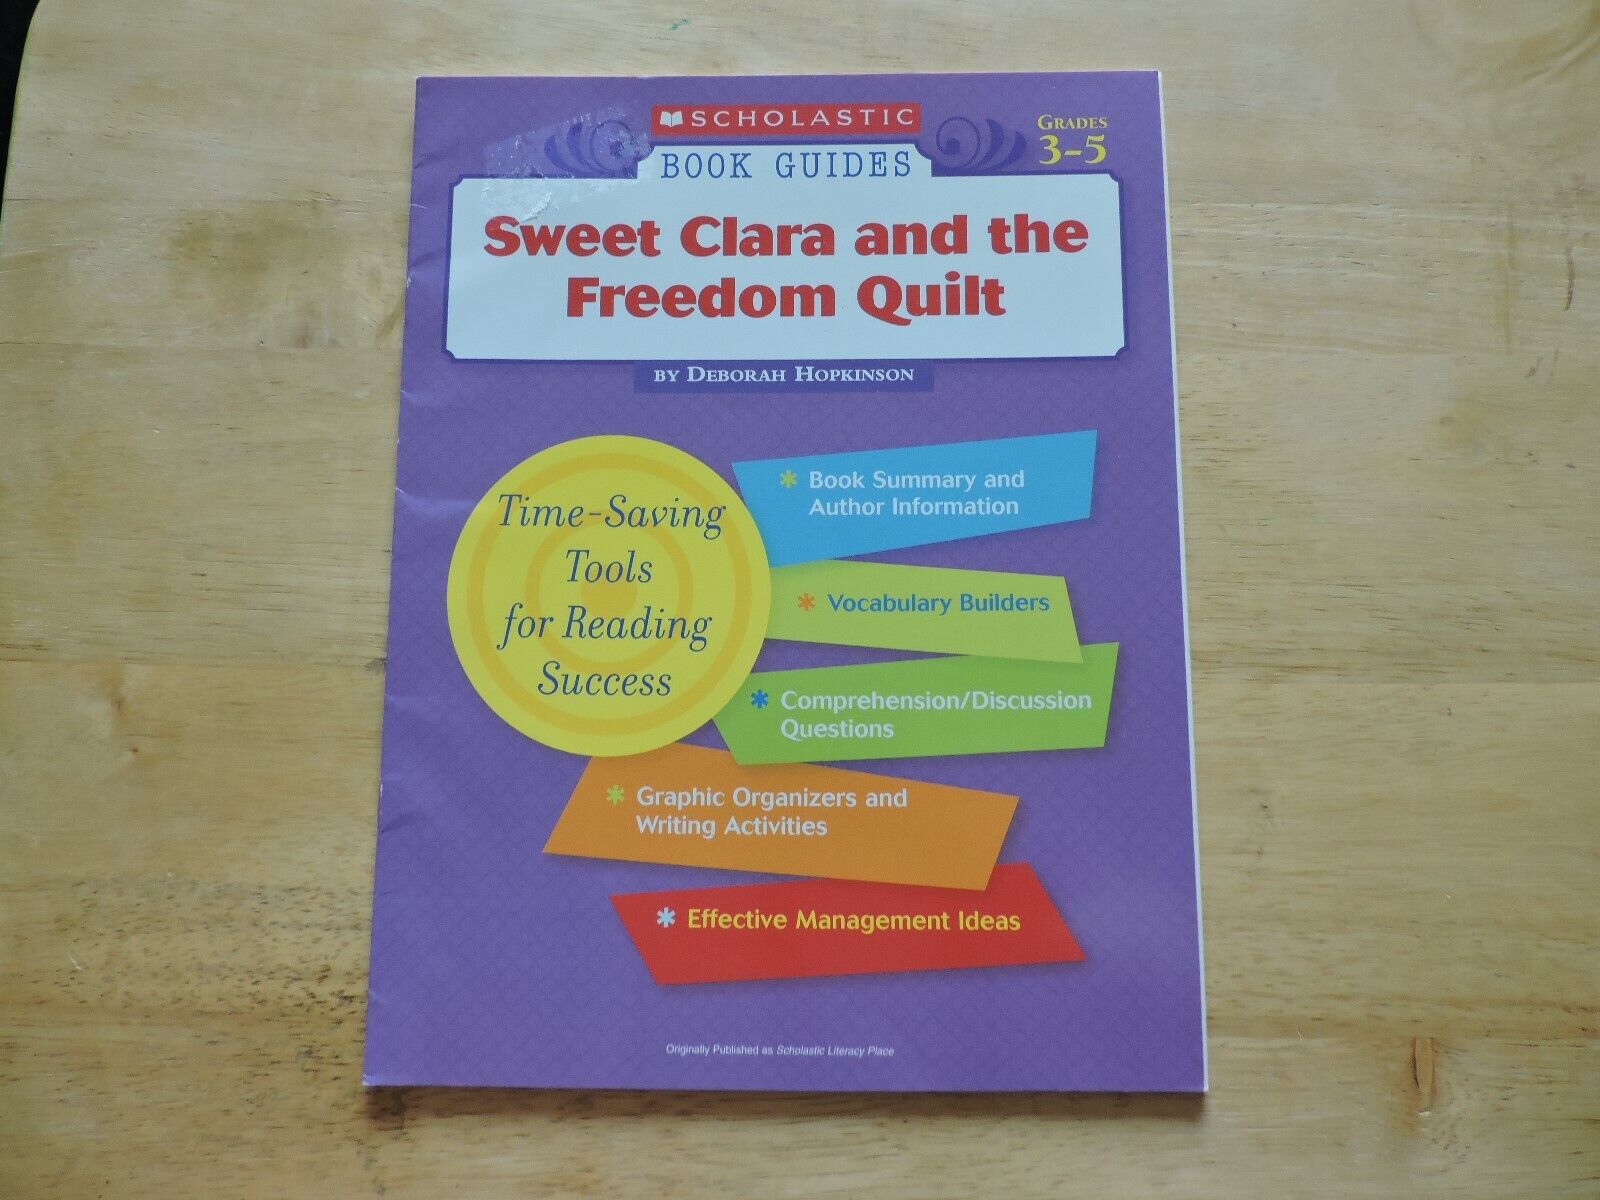 SCHOLASTIC
GRADES
3-5
BOOK GUIDES
Sweet Clara and the
Freedom Quilt
BY DEBORAH HOPKINSON
Time-Saving
Tools
for Reading
Success
* Book Summary and
Author Information
* Vocabulary Builders
* Comprehension/Discussion
Questions
* Graphic Organizers and
Writing Activities
* Effective Management Ideas
Originally Published as Scholastic Literacy Place